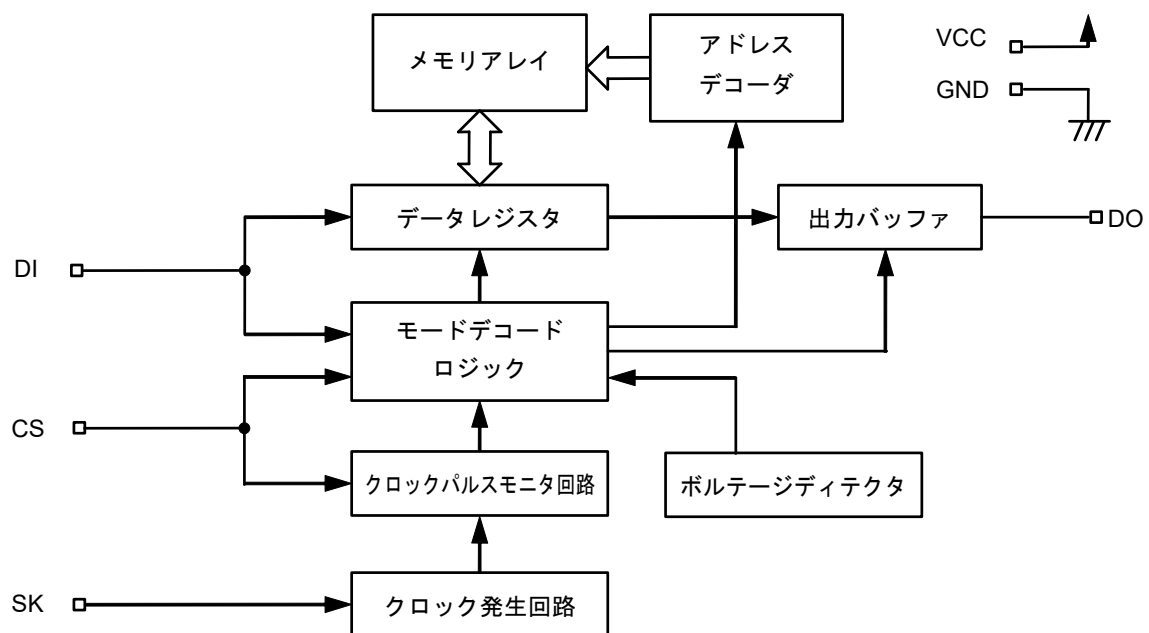 メモリアレイ
アドレス
デコーダ
VCC
GND
データレジスタ
出力バッファ
DO
DI
モードデコード
ロジック
CS
クロックパルスモニタ回路
ボルテージディテクタ
SK
クロック発生回路